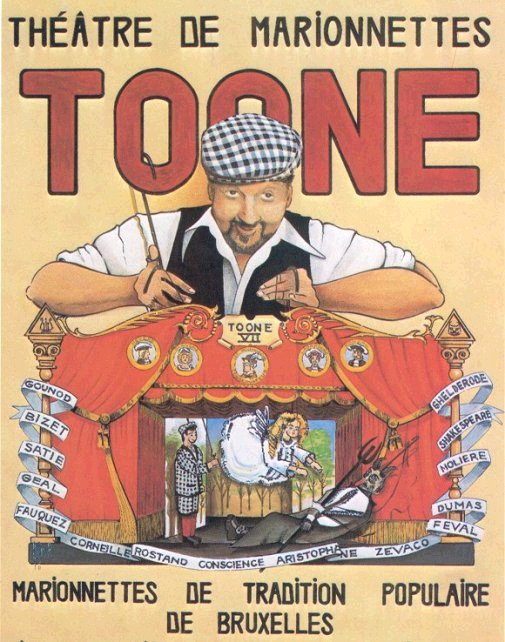 THÉÂTRE DE MARIONNETTES
TOONE
TOONE
VII
GOUNOD
BIZET
SATIE
GEAL
FAUQUEZ
GHELDERODE
SHAKESPEARE
MOLIERE
DUMAS
FEVAL
CORNEILLE ROSTAND CONSCIENCE ARISTOPHANE ZEVACO
MARIONNETTES DE TRADITION POPULAIRE
DE BRUXELLES